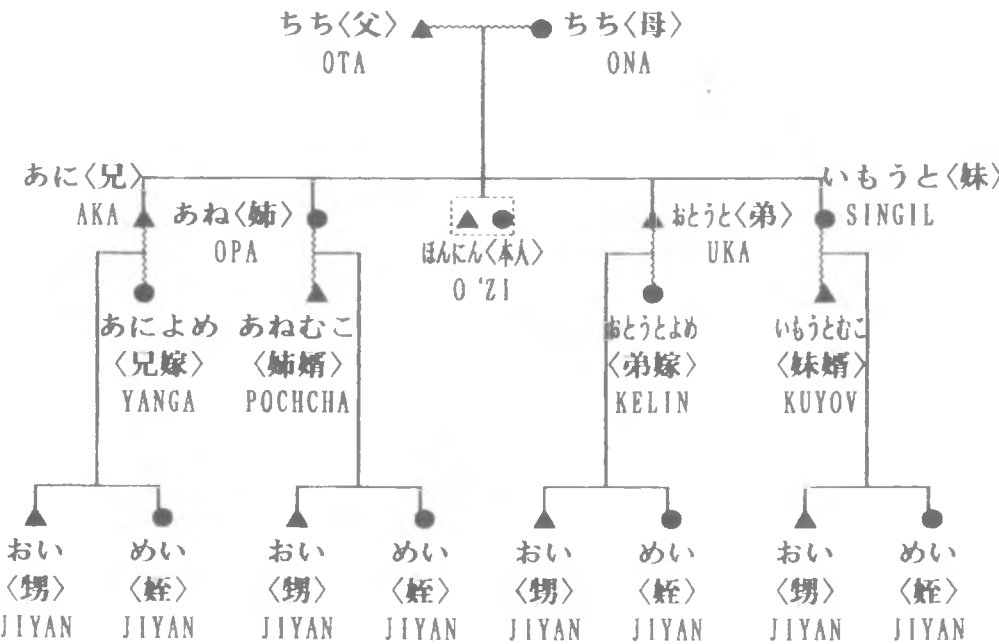 ちち〈父〉 ちち〈母〉
OTA ONA
あに〈兄〉 いもうと〈妹〉
AKA あね〈姉〉 おとうと〈弟〉 SINGIL
OPA ほんにん〈本人〉 UKA
O'ZI
あによめ あねむこ おとうとよめ いもうとむこ
〈兄嫁〉 〈姉婿〉 〈弟嫁〉 〈妹婿〉
YANGA POCHCHA KELIN KUYOV
おい めい おい めい おい めい おい めい
〈甥〉 〈姪〉 〈甥〉 〈姪〉 〈甥〉 〈姪〉 〈甥〉 〈姪〉
JIYAN JIYAN JIYAN JIYAN JIYAN JIYAN JIYAN JIYAN